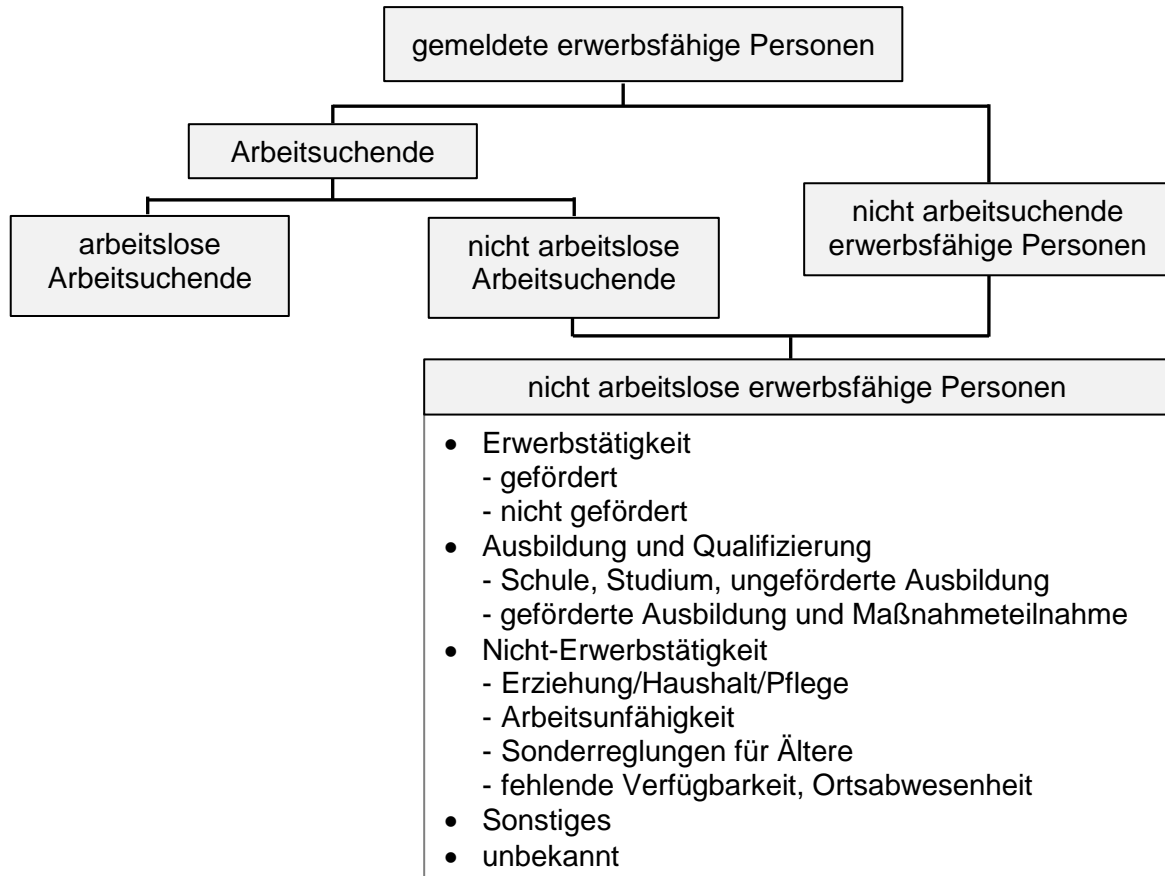 gemeldete erwerbsfähige Personen
Arbeitsuchende
arbeitslose
Arbeitsuchende
nicht arbeitslose
Arbeitsuchende
nicht arbeitsuchende
erwerbsfähige Personen
nicht arbeitslose erwerbsfähige Personen
• Erwerbstätigkeit
- gefördert
- nicht gefördert
• Ausbildung und Qualifizierung
- Schule, Studium, ungeförderte Ausbildung
- geförderte Ausbildung und Maßnahmeteilnahme
• Nicht-Erwerbstätigkeit
- Erziehung/Haushalt/Pflege
- Arbeitsunfähigkeit
- Sonderreglungen für Ältere
- fehlende Verfügbarkeit, Ortsabwesenheit
• Sonstiges
• unbekannt